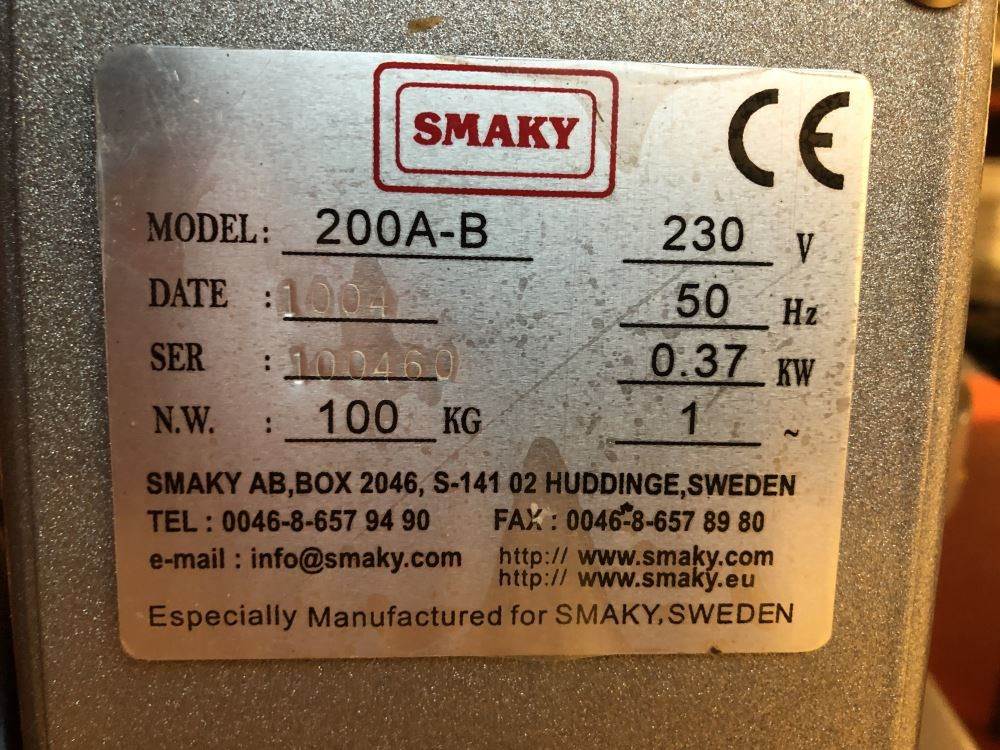 SMAKY
CE
MODEL: 200A-B 230 V
DATE : 1004 50 Hz
SER : 100460 0.37 KW
N.W. : 100 KG 1 ~
SMAKY AB,BOX 2046, S-141 02 HUDDINGE,SWEDEN
TEL : 0046-8-657 94 90 FAX : 0046-8-657 89 80
e-mail : info@smaky.com http:// www.smaky.com
http:// www.smaky.eu
Especially Manufactured for SMAKY,SWEDEN